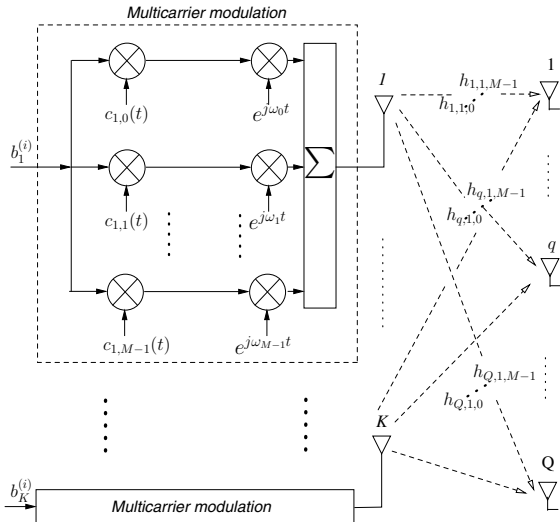 Multicarrier modulation
c_{1,0}(t)
e^{jω_0t}
b_1^{(i)}
c_{1,1}(t)
e^{jω_1t}
Σ
c_{1,M−1}(t)
e^{jω_{M−1}t}
b_K^{(i)}
Multicarrier modulation
1
K
h_{1,1,M−1}
h_{1,1,0}
h_{q,1,M−1}
h_{q,1,0}
h_{Q,1,M−1}
h_{Q,1,0}
1
q
Q